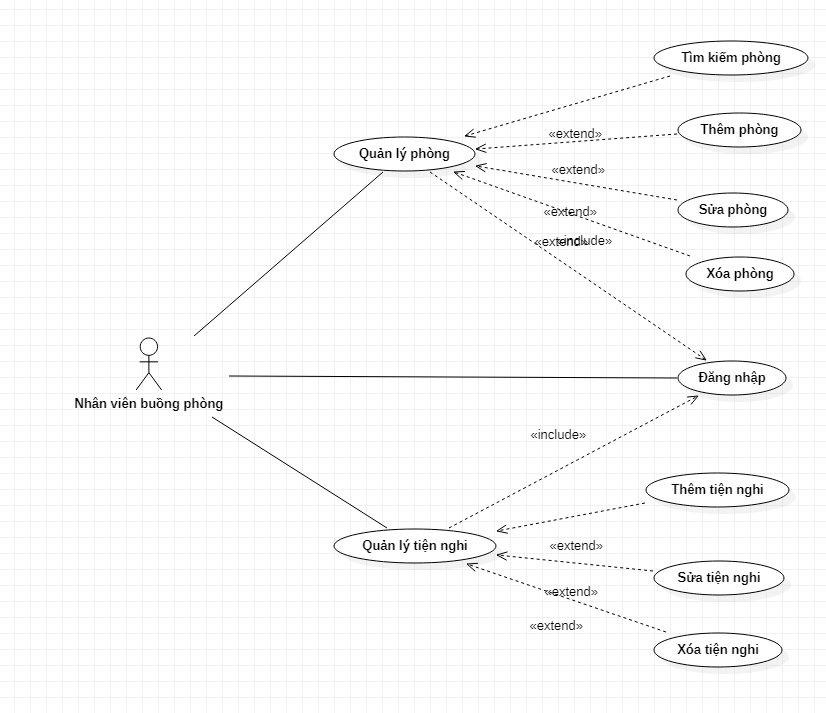 Tìm kiếm phòng
«extend»
Thêm phòng
Quản lý phòng
«extend»
Sửa phòng
«extend»
«extend»
«include»
Xóa phòng
Đăng nhập
Nhân viên buồng phòng
«include»
Thêm tiện nghi
Quản lý tiện nghi
«extend»
Sửa tiện nghi
«extend»
«extend»
Xóa tiện nghi